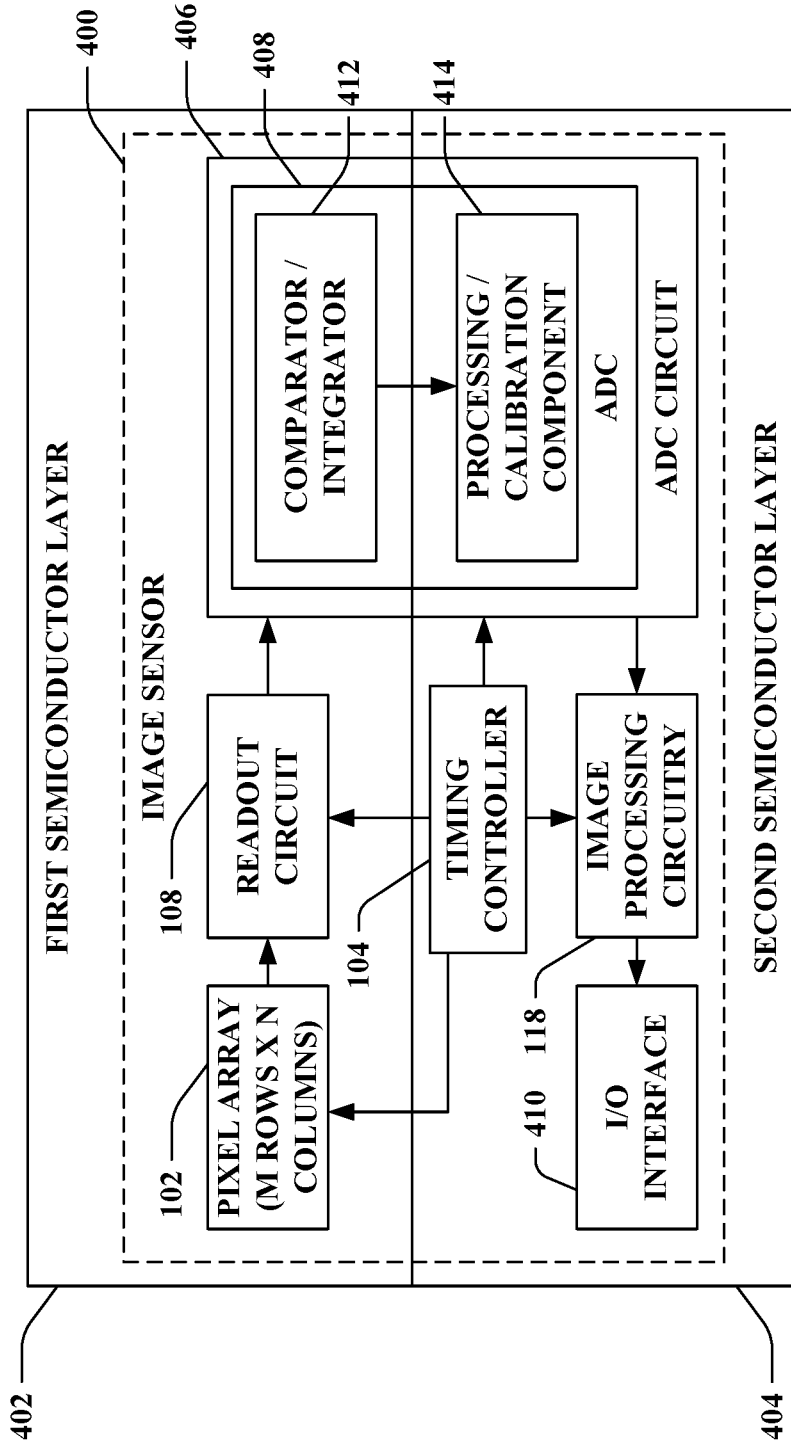 FIRST SEMICONDUCTOR LAYER
402
400
406
408
412
414
IMAGE SENSOR
102
PIXEL ARRAY
(M ROWS X N
COLUMNS)
108
READOUT
CIRCUIT
COMPARATOR /
INTEGRATOR
104
TIMING
CONTROLLER
PROCESSING /
CALIBRATION
COMPONENT
ADC
ADC CIRCUIT
410
I/O
INTERFACE
118
IMAGE
PROCESSING
CIRCUITRY
SECOND SEMICONDUCTOR LAYER
404